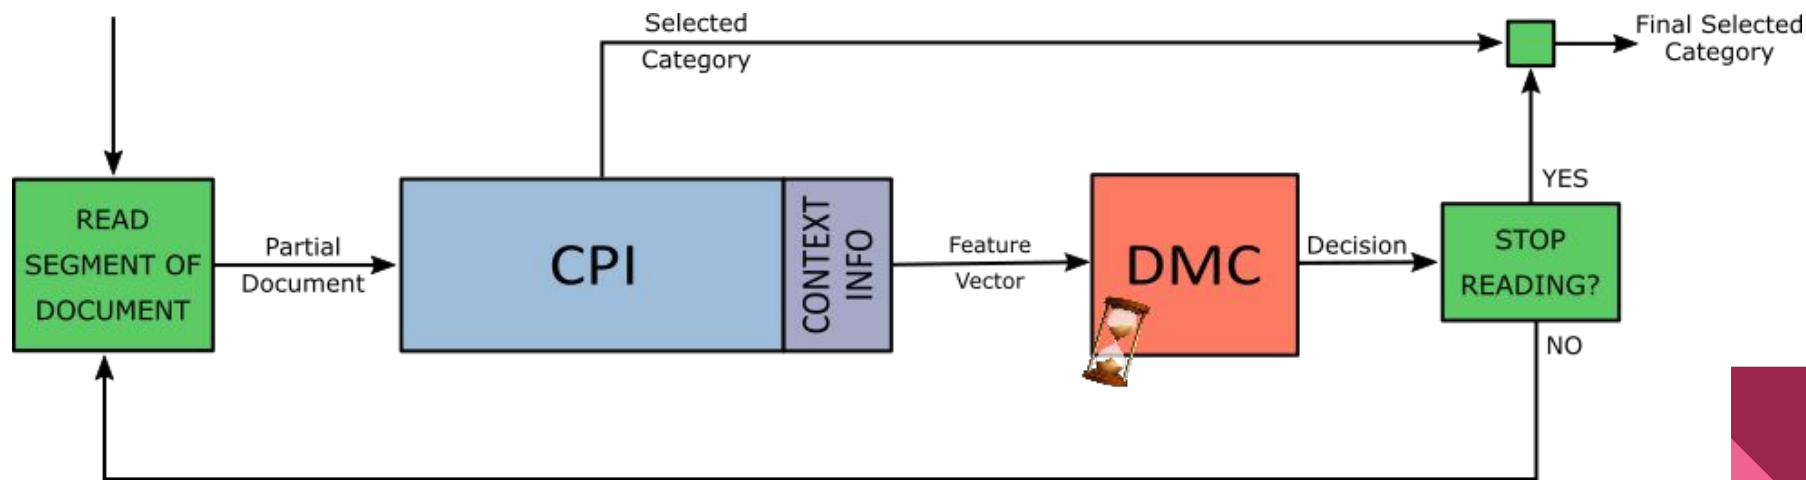 Selected
Category
Final Selected
Category
READ
SEGMENT OF
DOCUMENT
Partial
Document
CPI
CONTEXT
INFO
Feature
Vector
DMC
Decision
STOP
READING?
YES
NO